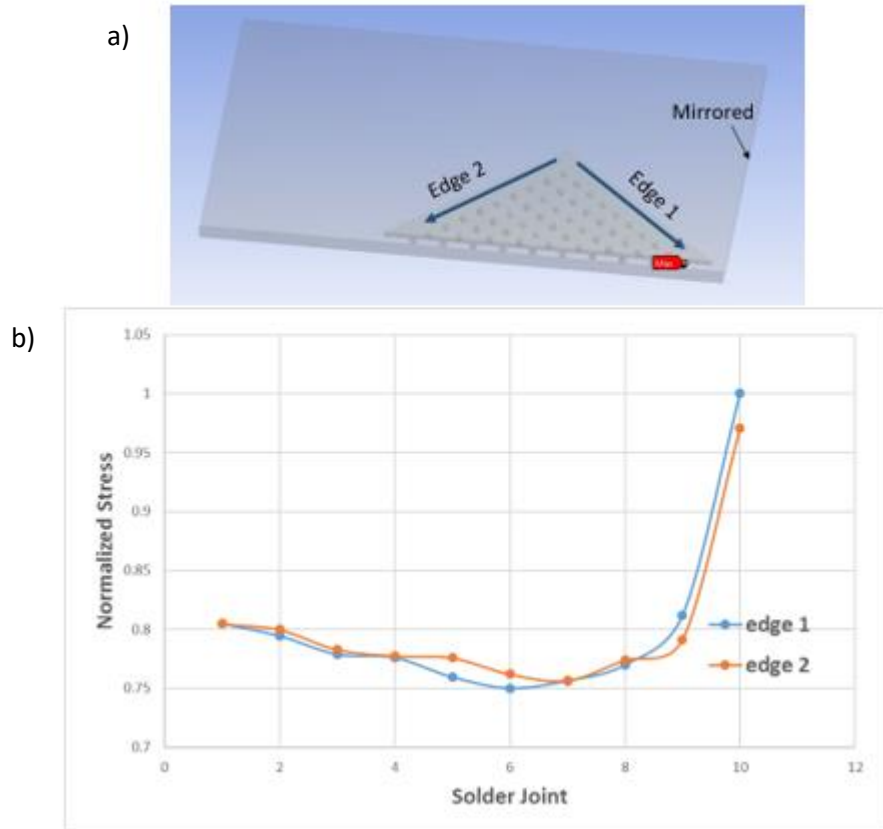 a)
Mirrored
Edge 2
Edge 1
Max
b)
1.05
1
0.95
0.9
0.85
0.8
0.75
0.7
0
2
4
6
8
10
12
Normalized Stress
Solder Joint
edge 1
edge 2